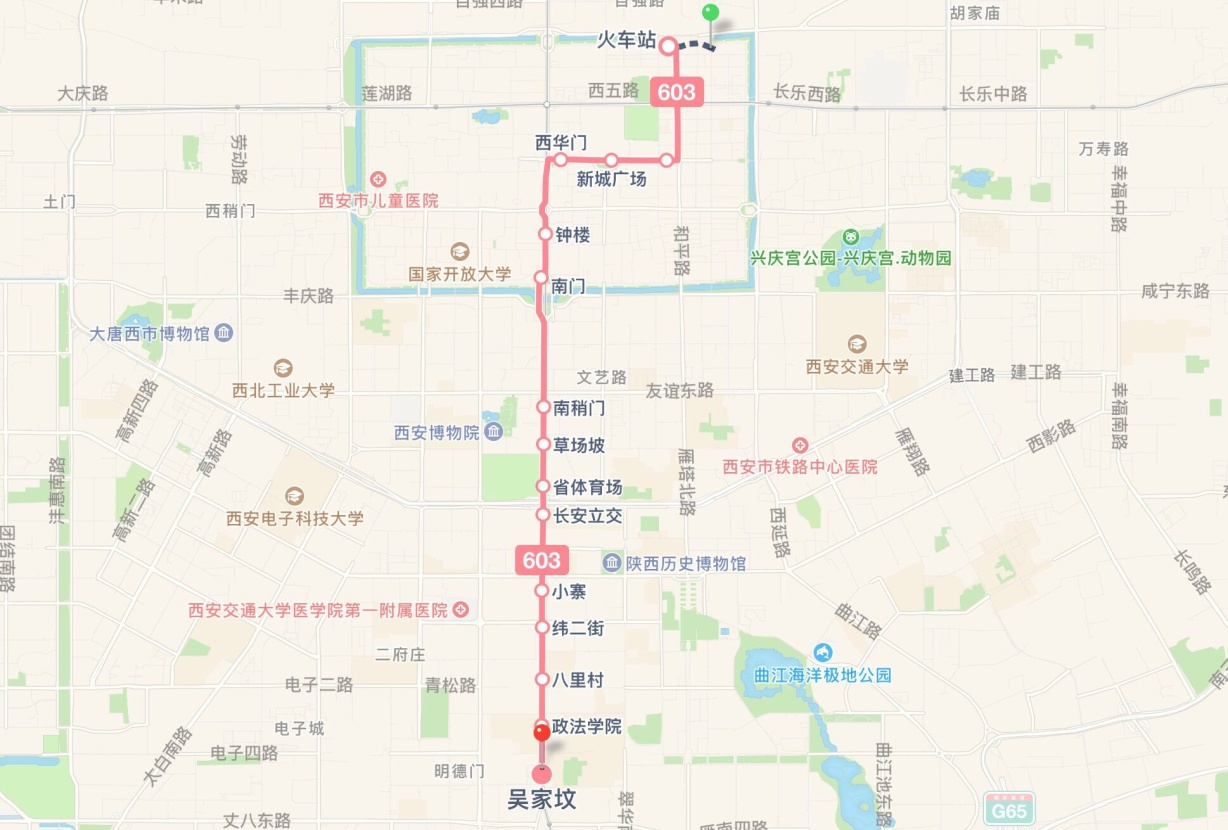 自强西路
自强路
胡家庙
火车站
大庆路
莲湖路
西五路
603
长乐西路
长乐中路
西华门
劳动路
万寿路
新城广场
幸福中路
土门
西安市儿童医院
西稍门
钟楼
和平路
国家开放大学
兴庆宫公园-兴庆宫.动物园
南门
丰庆路
咸宁东路
大唐西市博物馆
西安交通大学
西北工业大学
文艺路
友谊东路
建工路
建工路
高新四路
南稍门
幸福南路
西安博物院
高新路
草场坡
雁翔路
西影路
西安市铁路中心医院
沣惠南路
雁塔北路
省体育场
高新二路
西安电子科技大学
长安立交
西延路
团结南路
603
陕西历史博物馆
长鸣路
小寨
西安交通大学医学院第一附属医院
曲江路
纬二街
二府庄
八里村
曲江海洋极地公园
电子二路
青松路
政法学院
电子城
太白南路
电子四路
明德门
曲江池东路
吴家坟
G65
丈八东路